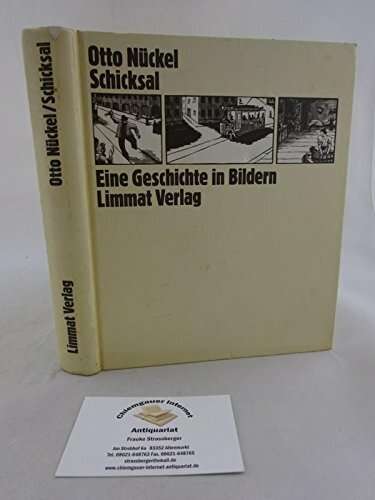 Otto Nückel
Schicksal
Eine Geschichte in Bildern
Limmat Verlag
Otto Nückel/Schicksal
Limmat Verlag
Chiemgauer Internet
Antiquariat
Frauke Strassberger